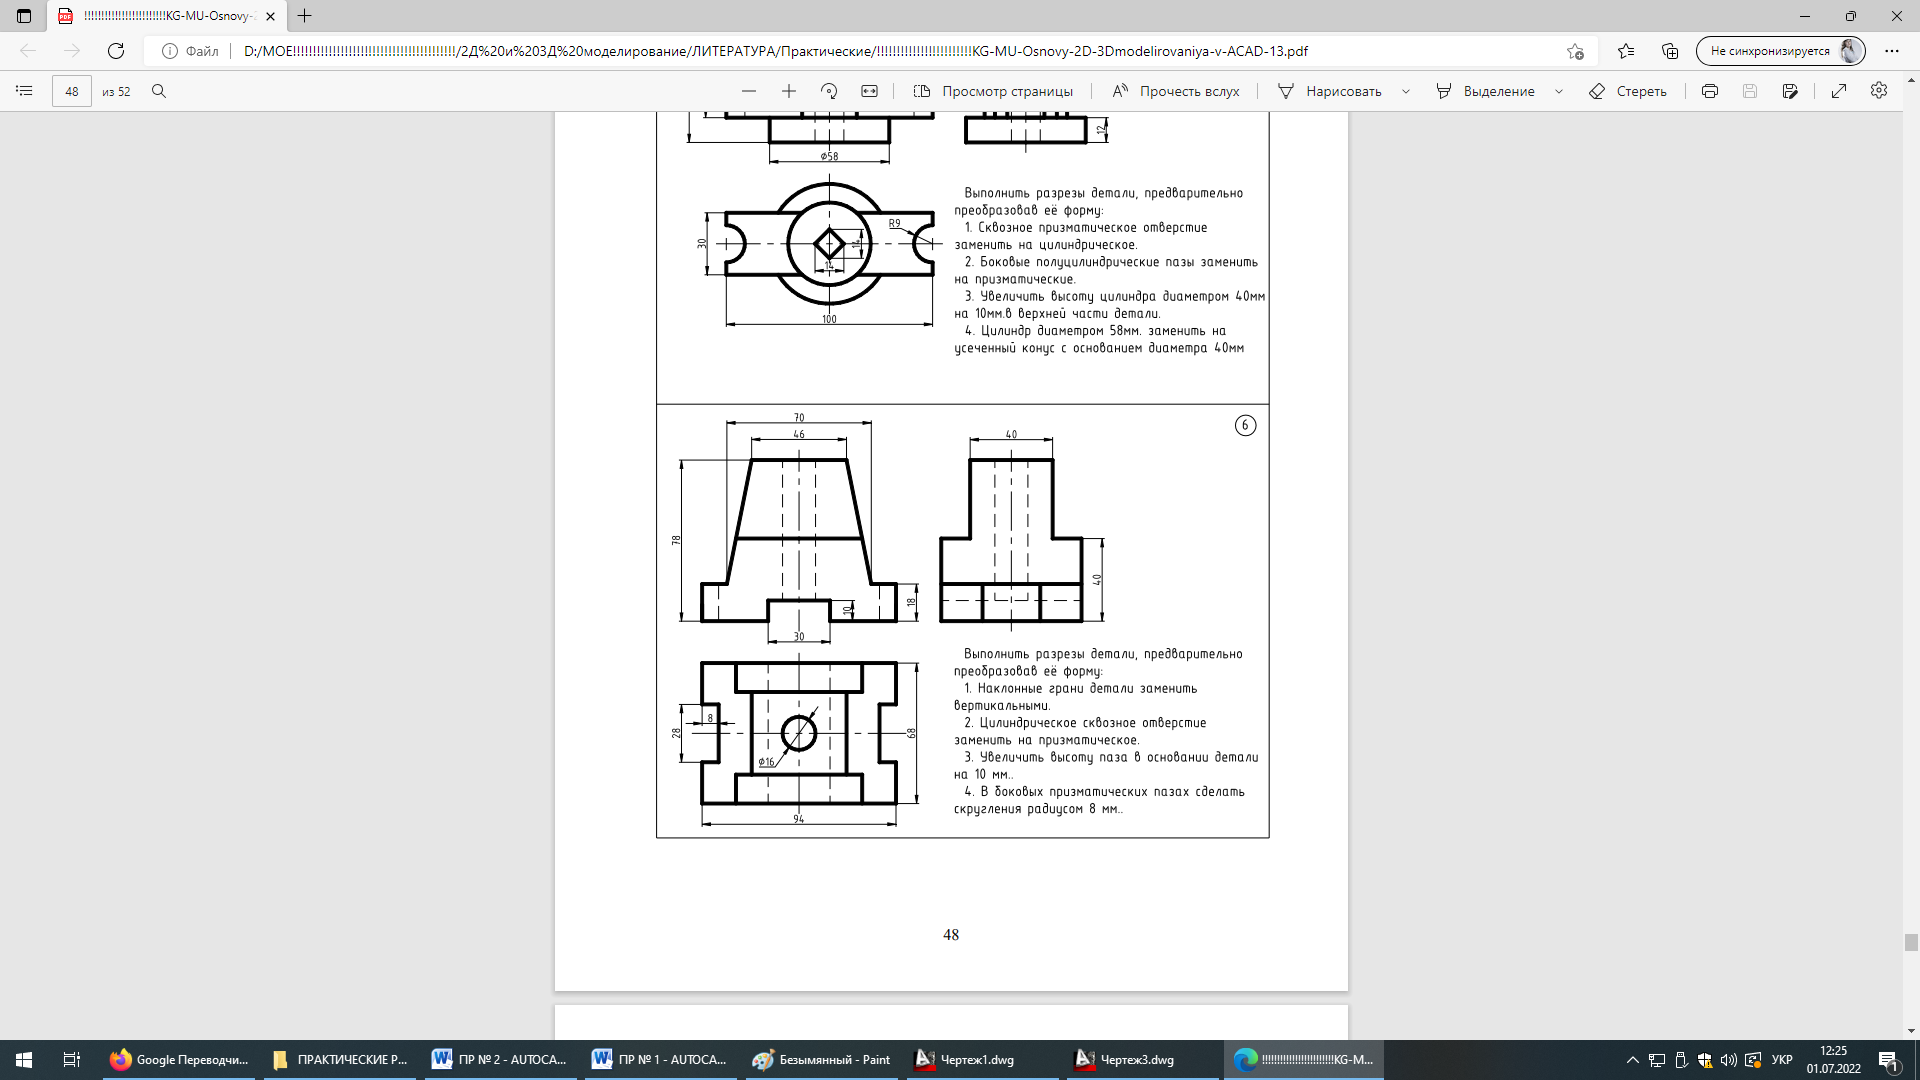 !!!!!!!!!!!!!!!!!!!!!!!!KG-MU-Osnovy-2
Файл
D:/МОЕ!!!!!!!!!!!!!!!!!!!!!!!!!!!!!!!!!!!!!!!!!/2Д%20и%203Д%20моделирование/ЛИТЕРАТУРА/Практические/!!!!!!!!!!!!!!!!!!!!!!!!KG-MU-Osnovy-2D-3Dmodelirovaniya-v-ACAD-13.pdf
Не синхронизируется
48 из 52
Просмотр страницы
Прочесть вслух
Нарисовать
Выделение
Стереть
12
⌀58
30
R9
14
14
100
Выполнить разрезы детали, предварительно
преобразовав её форму:
1. Сквозное призматическое отверстие
заменить на цилиндрическое.
2. Боковые полуцилиндрические пазы заменить
на призматические.
3. Увеличить высоту цилиндра диаметром 40мм
на 10мм.в верхней части детали.
4. Цилиндр диаметром 58мм. заменить на
усеченный конус с основанием диаметра 40мм
6
70
46
40
78
10
18
40
30
28
8
⌀16
68
94
Выполнить разрезы детали, предварительно
преобразовав её форму:
1. Наклонные грани детали заменить
вертикальными.
2. Цилиндрическое сквозное отверстие
заменить на призматическое.
3. Увеличить высоту паза в основании детали
на 10 мм..
4. В боковых призматических пазах сделать
скругления радиусом 8 мм..
48
Google Переводчи...
ПРАКТИЧЕСКИЕ Р...
ПР № 2 - AUTOCA...
ПР № 1 - AUTOCA...
Безымянный - Paint
Чертеж1.dwg
Чертеж3.dwg
!!!!!!!!!!!!!!!!!!!!!!!!KG-M...
УКР
12:25
01.07.2022
1